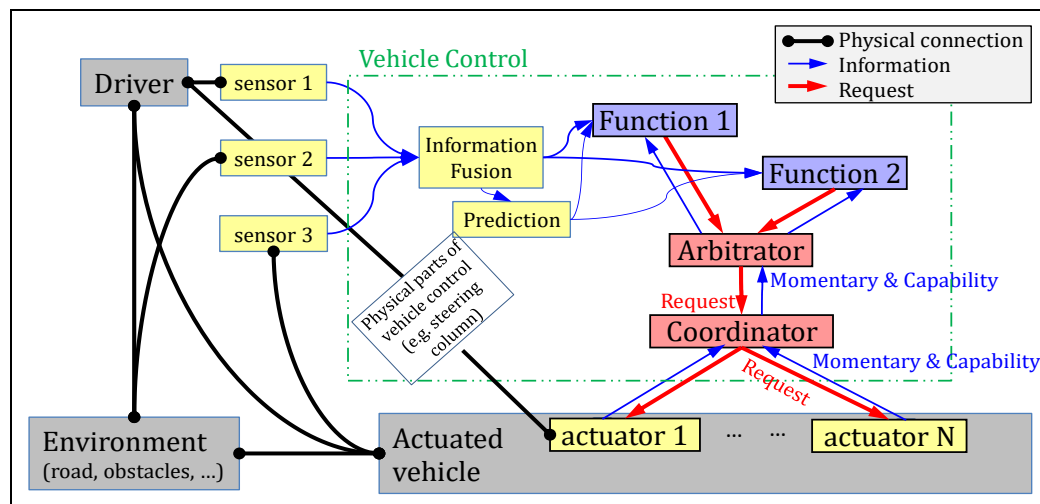 Vehicle Control
Physical connection
Information
Request
Driver
sensor 1
sensor 2
sensor 3
Information
Fusion
Prediction
Function 1
Function 2
Arbitrator
Momentary & Capability
Request
Coordinator
Momentary & Capability
Request
Physical parts of
vehicle control
(e.g. steering
column)
Environment
(road, obstacles, ...)
Actuated
vehicle
actuator 1
... ...
actuator N